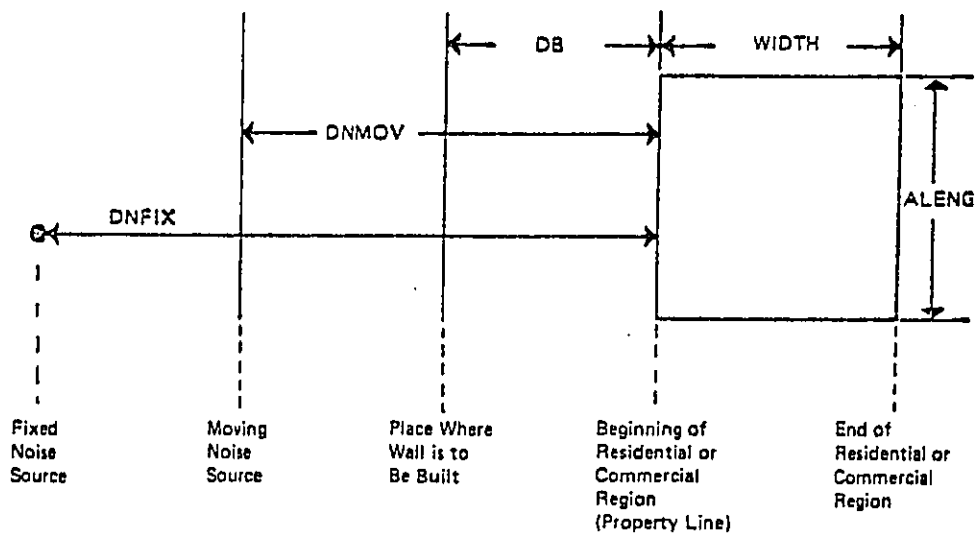 DB
WIDTH
DNMOV
ALENG
DNFIX
Fixed
Noise
Source
Moving
Noise
Source
Place Where
Wall is to
Be Built
Beginning of
Residential or
Commercial
Region
(Property Line)
End of
Residential or
Commercial
Region